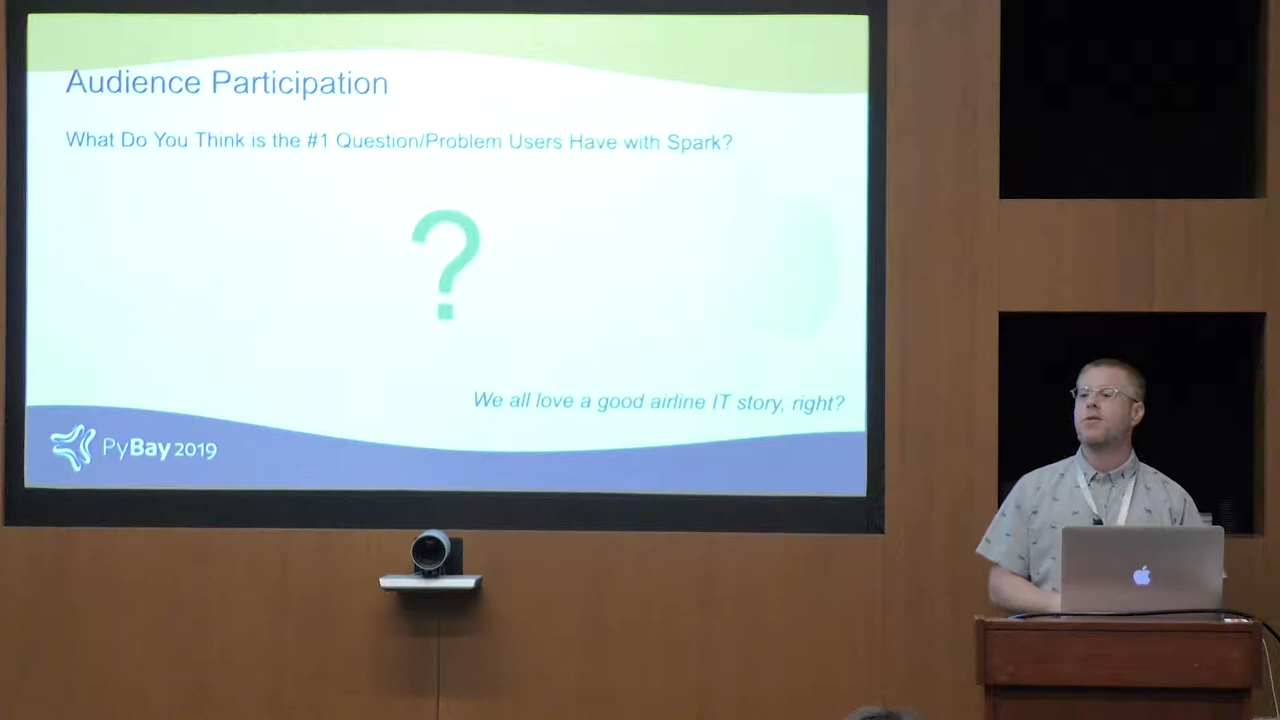 Audience Participation
What Do You Think is the #1 Question/Problem Users Have with Spark?
?
We all love a good airline IT story, right?
PyBay 2019